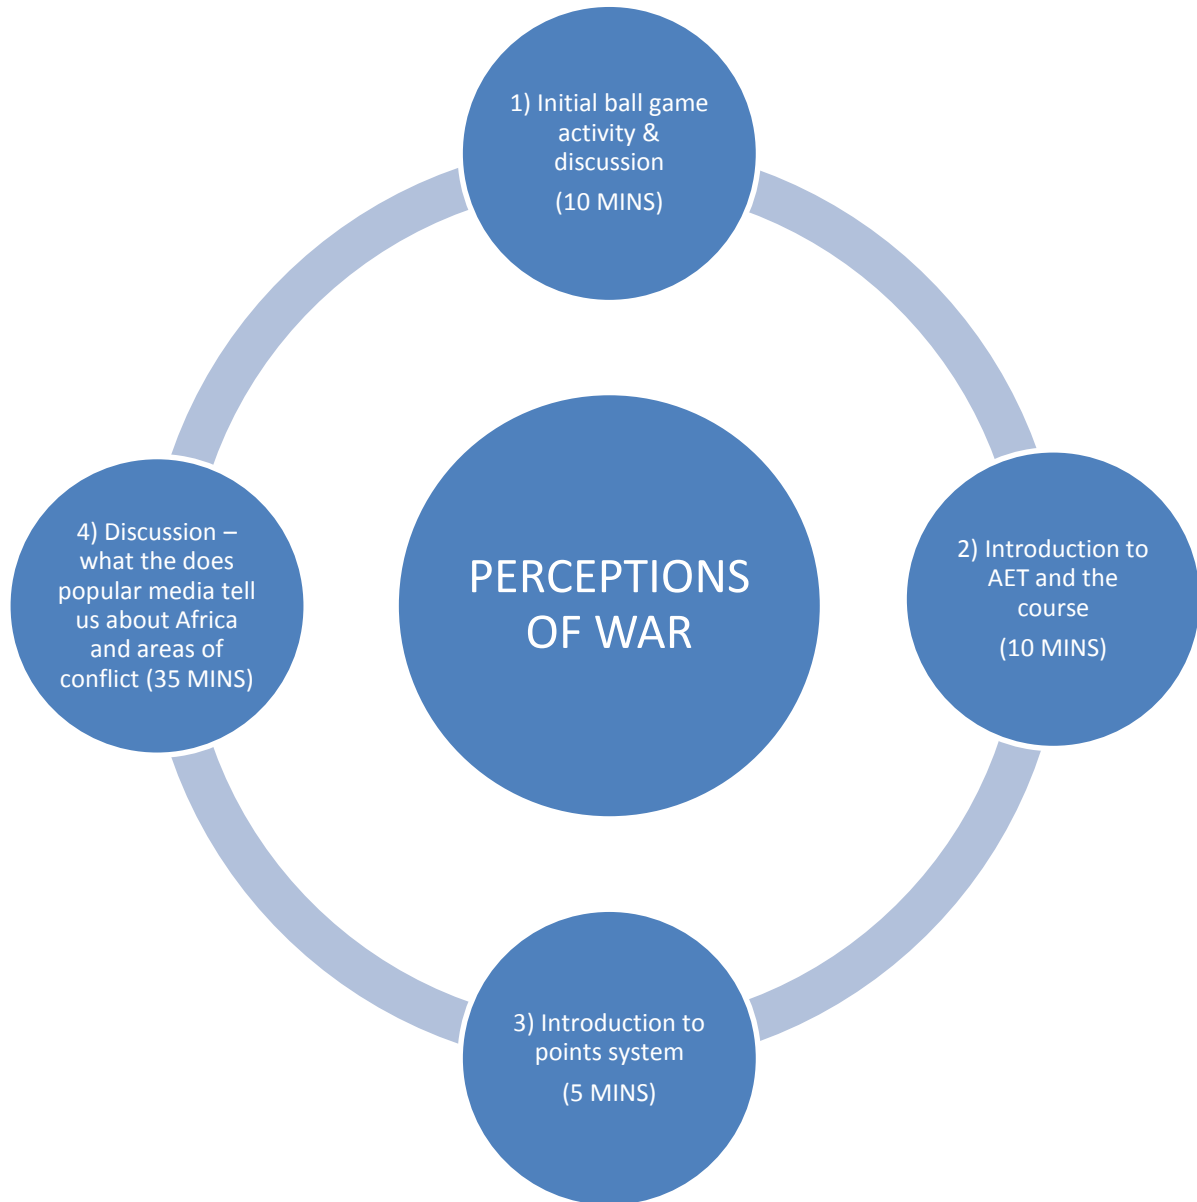 1) Initial ball game
activity &
discussion
(10 MINS)
2) Introduction to
AET and the
course
(10 MINS)
3) Introduction to
points system
(5 MINS)
4) Discussion –
what the does
popular media tell
us about Africa
and areas of
conflict (35 MINS)
PERCEPTIONS
OF WAR